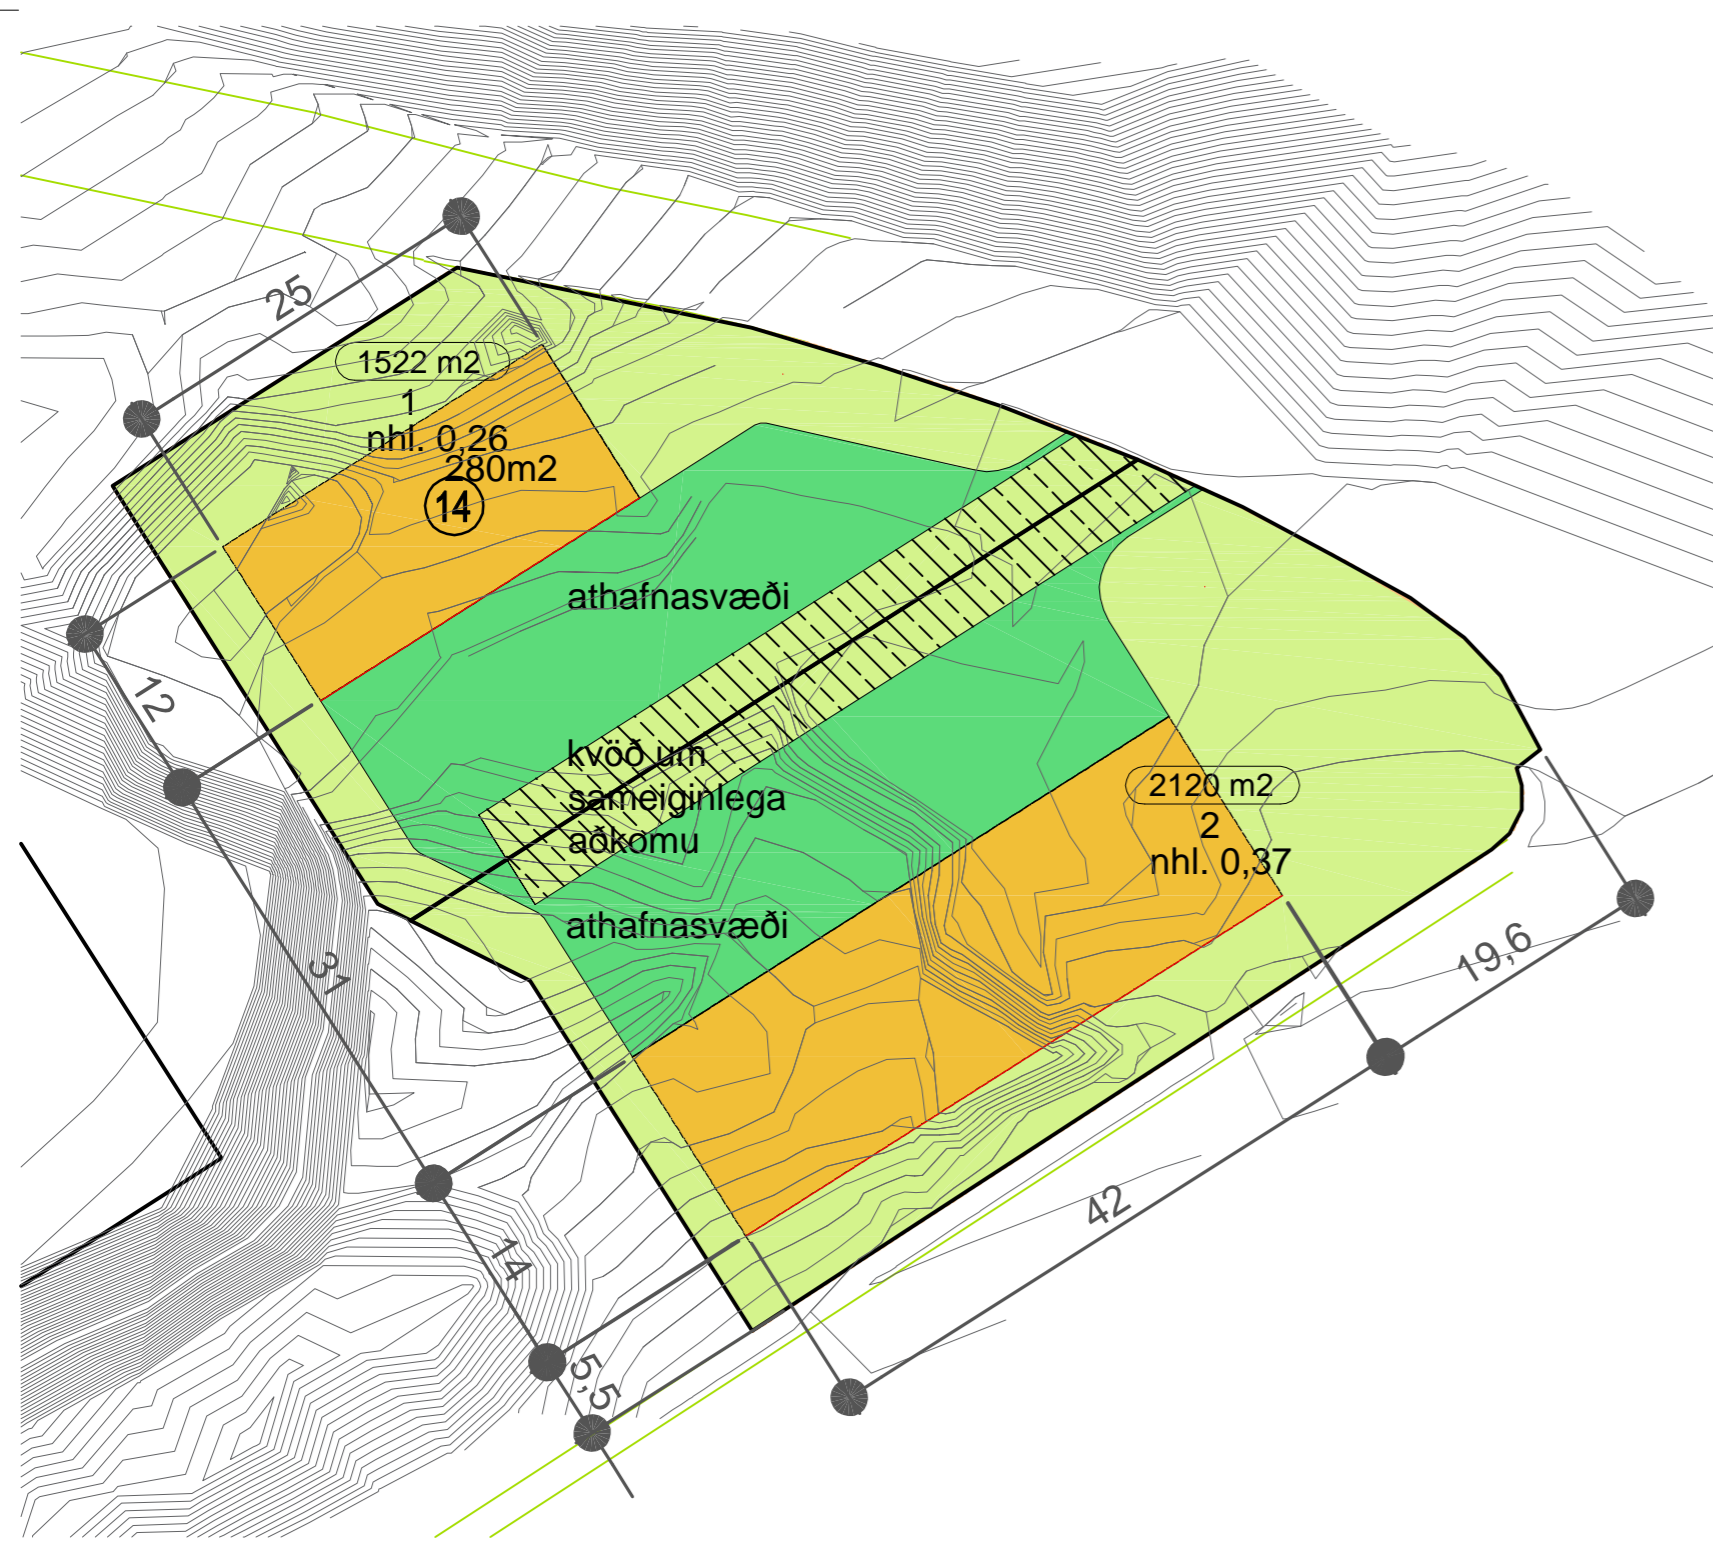 25
1522 m2
1
nhl. 0,26
280m2
14
athafnasvæði
12
kvöð um
sameiginlega
aðkomu
2120 m2
2
nhl. 0,37
athafnasvæði
31
19,6
42
14
5,5